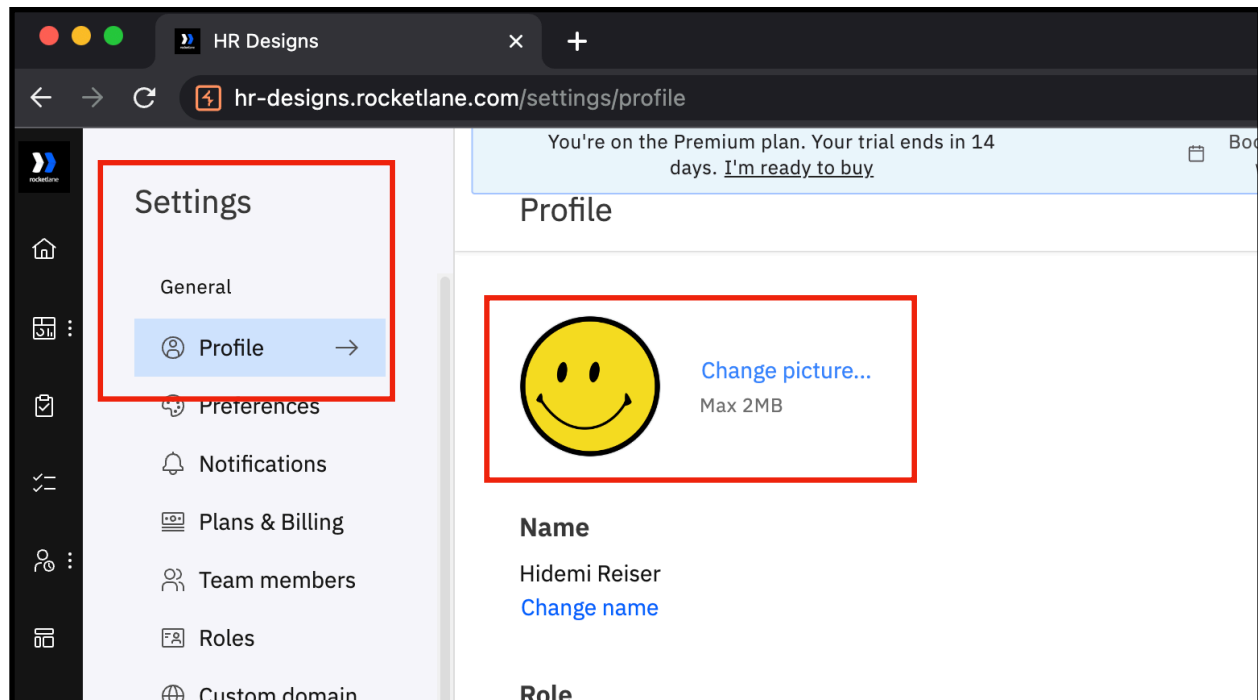 HR Designs
hr-designs.rocketlane.com/settings/profile
rocketlane
Settings
General
Profile
Preferences
Notifications
Plans & Billing
Team members
Roles
Custom domain
You're on the Premium plan. Your trial ends in 14
days. I'm ready to buy
Profile
Change picture...
Max 2MB
Name
Hidemi Reiser
Change name
Role